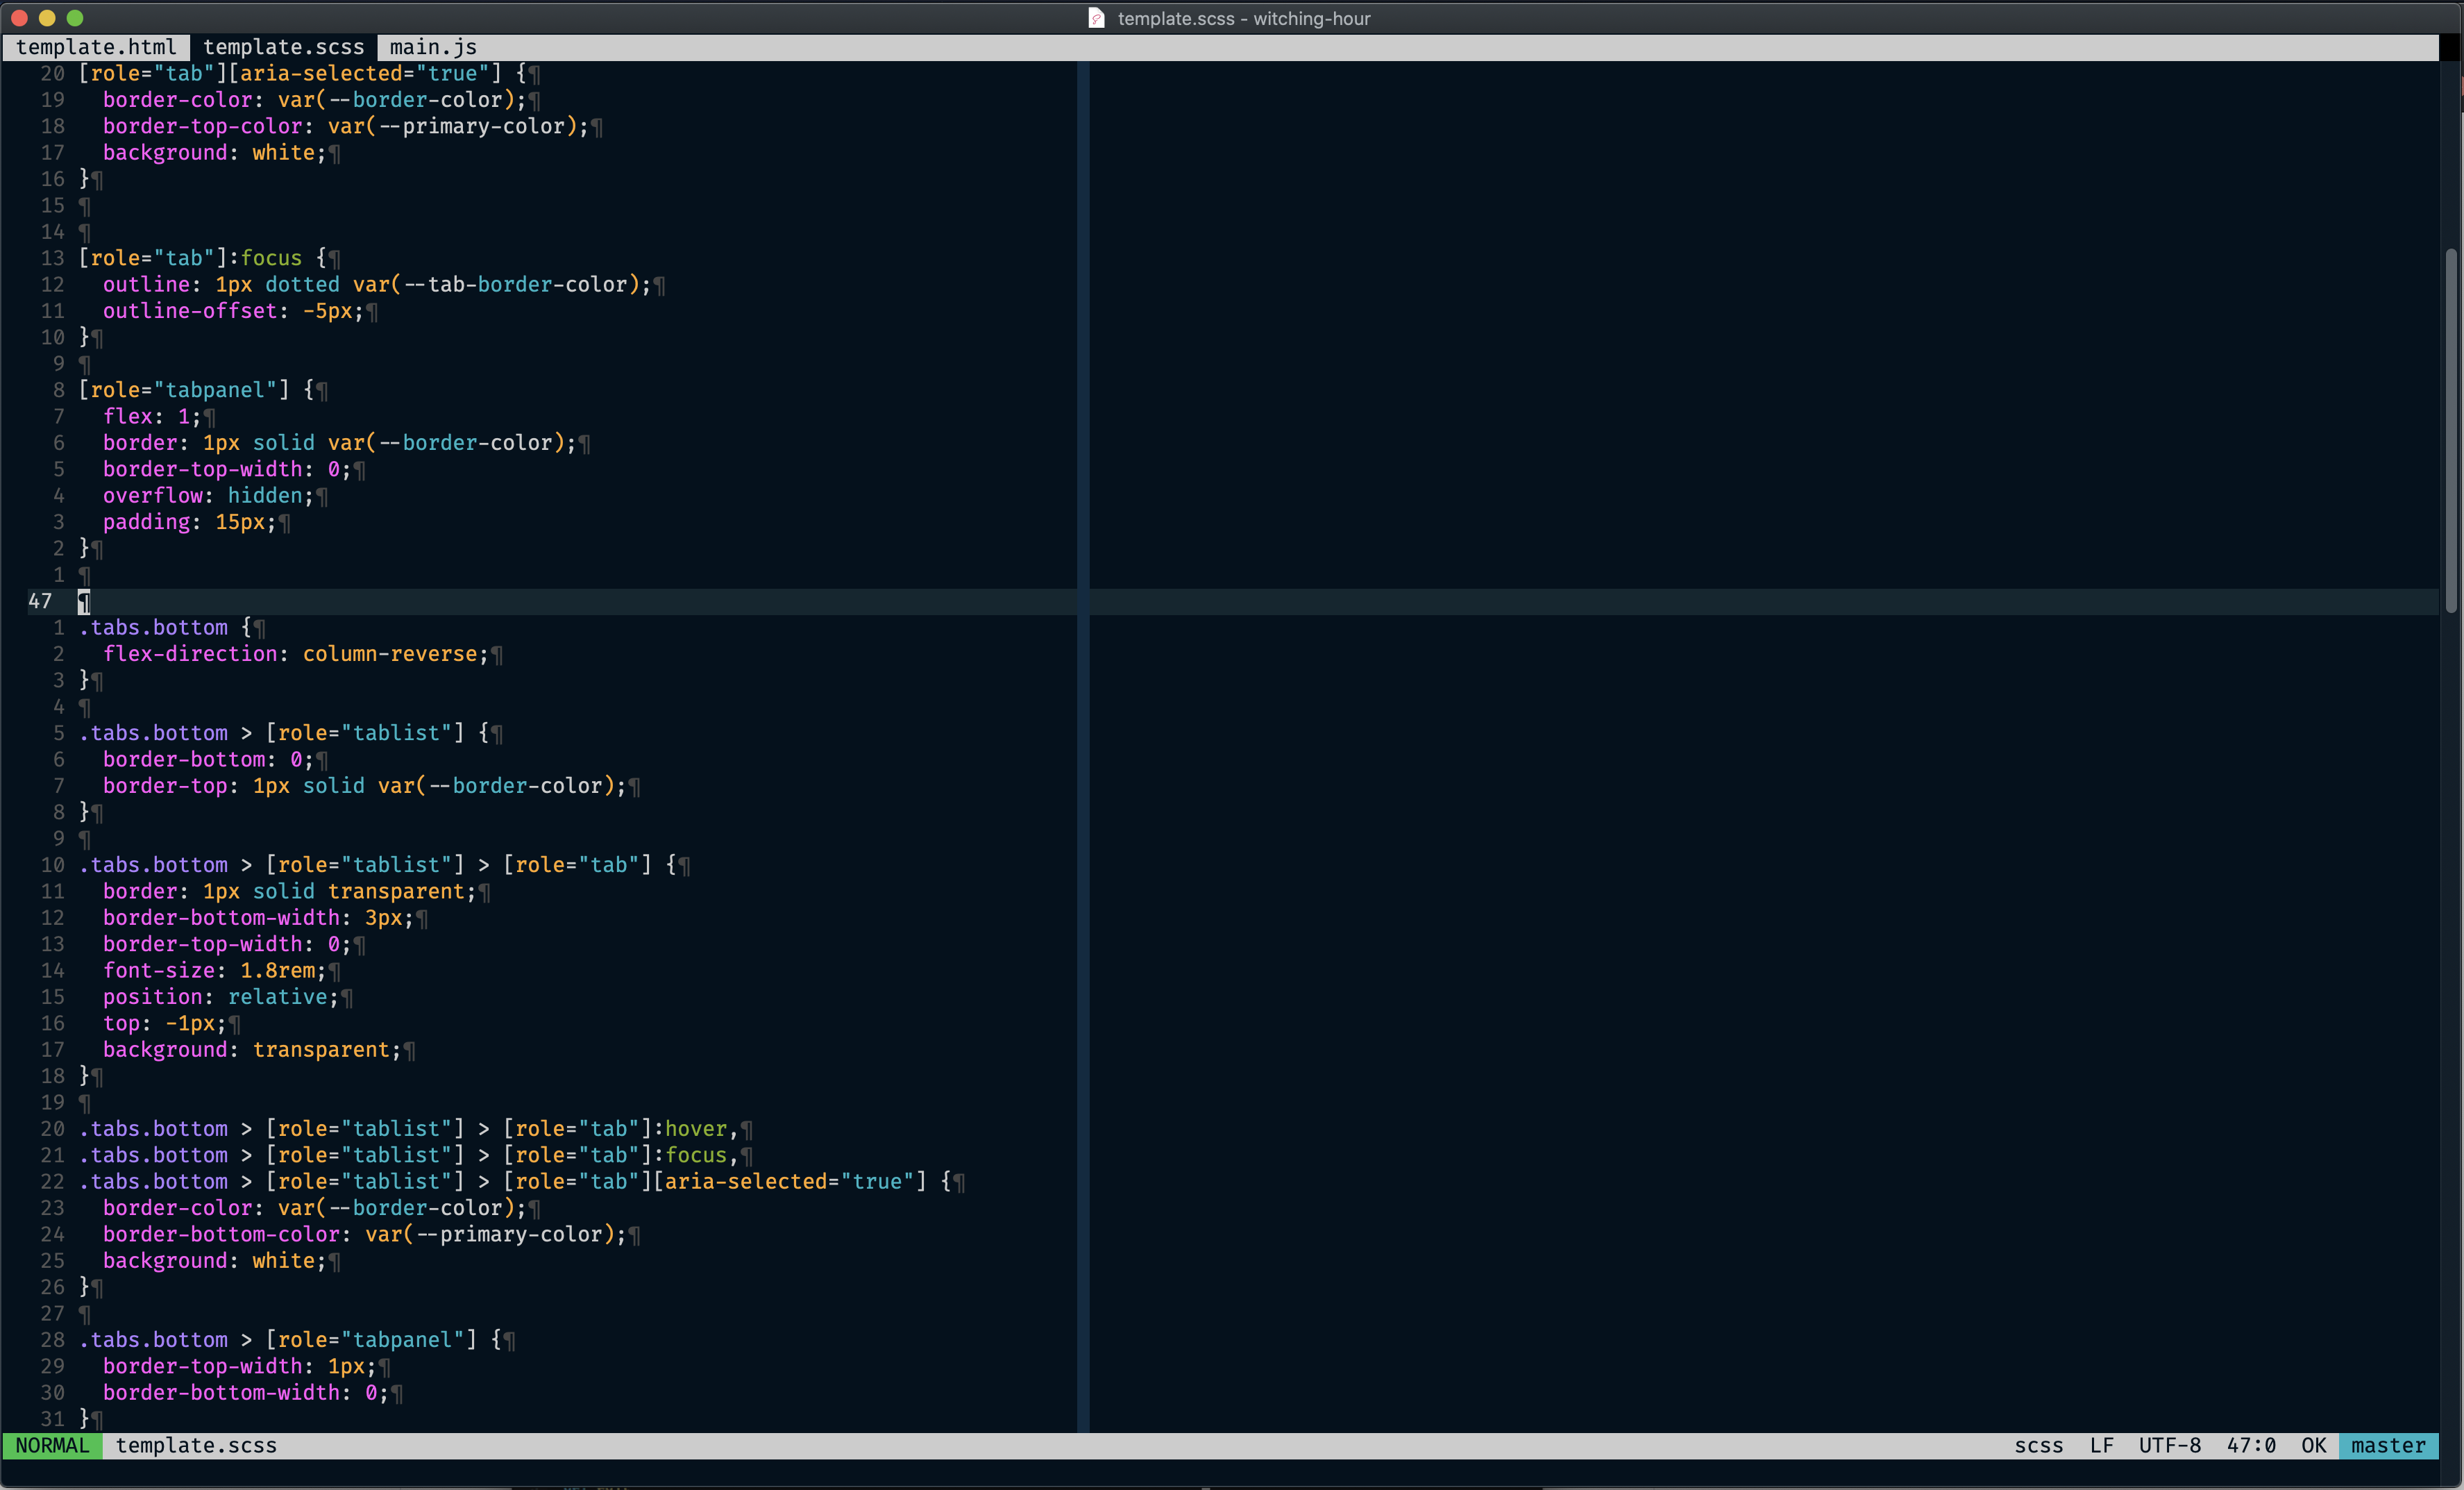 template.scss - witching-hour
template.html template.scss main.js
20 [role="tab"][aria-selected="true"] {¶
19 border-color: var(--border-color);¶
18 border-top-color: var(--primary-color);¶
17 background: white;¶
16 }¶
15 ¶
14 ¶
13 [role="tab"]:focus {¶
12 outline: 1px dotted var(--tab-border-color);¶
11 outline-offset: -5px;¶
10 }¶
9 ¶
8 [role="tabpanel"] {¶
7 flex: 1;¶
6 border: 1px solid var(--border-color);¶
5 border-top-width: 0;¶
4 overflow: hidden;¶
3 padding: 15px;¶
2 }¶
1 ¶
47 ¶
1 .tabs.bottom {¶
2 flex-direction: column-reverse;¶
3 }¶
4 ¶
5 .tabs.bottom > [role="tablist"] {¶
6 border-bottom: 0;¶
7 border-top: 1px solid var(--border-color);¶
8 }¶
9 ¶
10 .tabs.bottom > [role="tablist"] > [role="tab"] {¶
11 border: 1px solid transparent;¶
12 border-bottom-width: 3px;¶
13 border-top-width: 0;¶
14 font-size: 1.8rem;¶
15 position: relative;¶
16 top: -1px;¶
17 background: transparent;¶
18 }¶
19 ¶
20 .tabs.bottom > [role="tablist"] > [role="tab"]:hover,¶
21 .tabs.bottom > [role="tablist"] > [role="tab"]:focus,¶
22 .tabs.bottom > [role="tablist"] > [role="tab"][aria-selected="true"] {¶
23 border-color: var(--border-color);¶
24 border-bottom-color: var(--primary-color);¶
25 background: white;¶
26 }¶
27 ¶
28 .tabs.bottom > [role="tabpanel"] {¶
29 border-top-width: 1px;¶
30 border-bottom-width: 0;¶
31 }¶
NORMAL template.scss scss LF UTF-8 47:0 OK master